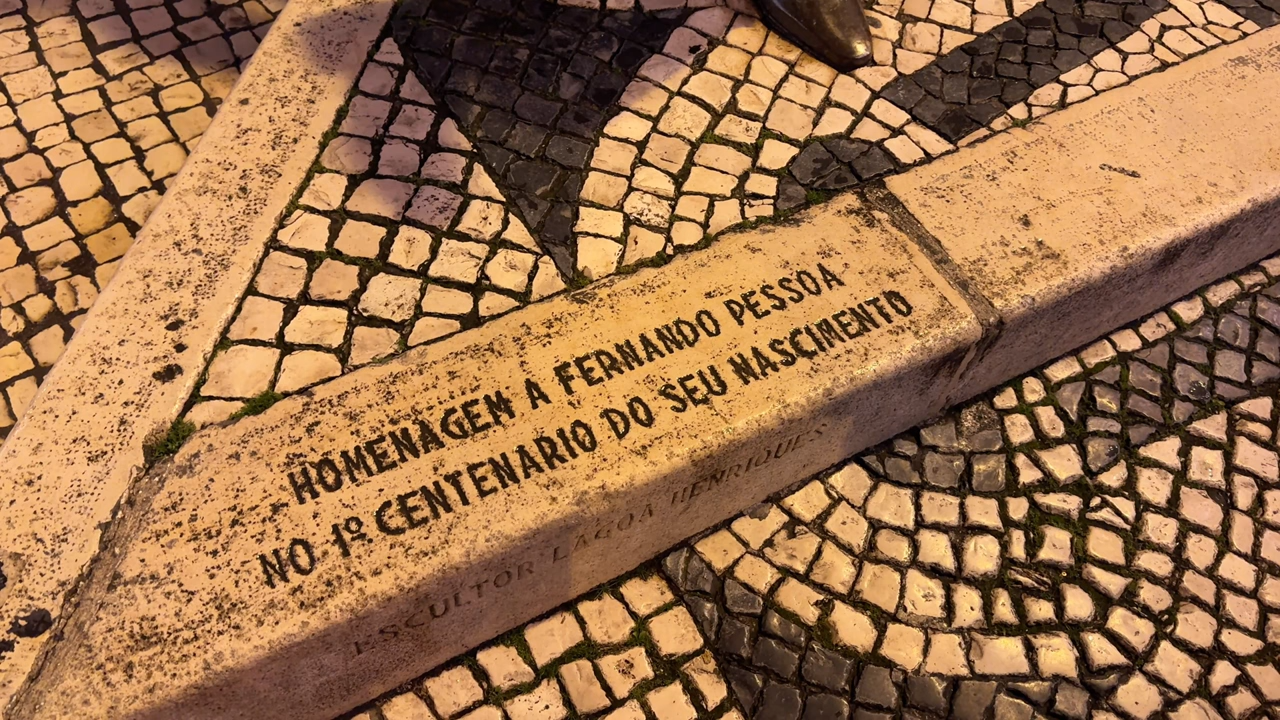 HOMENAGEM A FERNANDO PESSOA
NO 1º CENTENARIO DO SEU NASCIMENTO
ESCULTOR LAGOA HENRIQUES